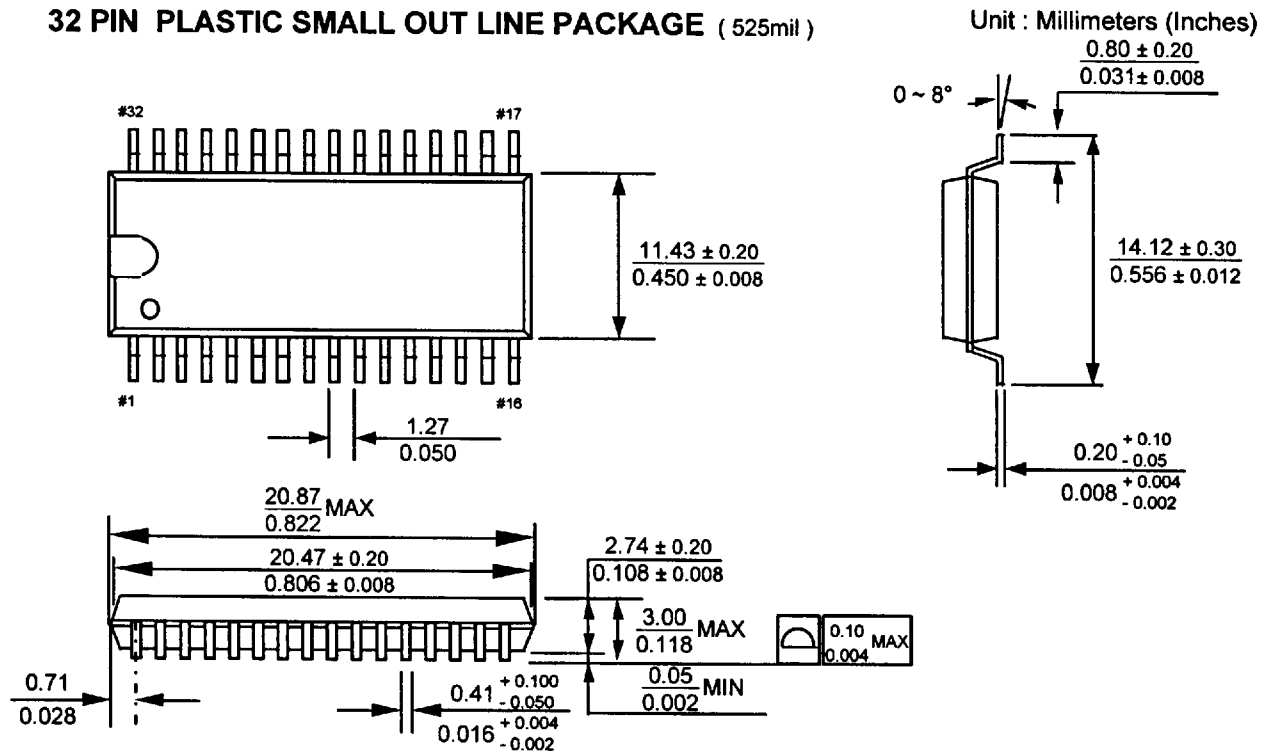 32 PIN PLASTIC SMALL OUT LINE PACKAGE ( 525mil )
Unit : Millimeters (Inches)
0.80 ± 0.20
0.031± 0.008
0 ~ 8°
#32
#17
11.43 ± 0.20
0.450 ± 0.008
14.12 ± 0.30
0.556 ± 0.012
#1
#16
1.27
0.050
0.20 + 0.10 - 0.05
0.008 + 0.004 - 0.002
20.87 MAX
0.822
20.47 ± 0.20
0.806 ± 0.008
2.74 ± 0.20
0.108 ± 0.008
3.00 MAX
0.118
0.10 MAX
0.004
0.05 MIN
0.002
0.71
0.028
0.41 + 0.100 - 0.050
0.016 + 0.004 - 0.002